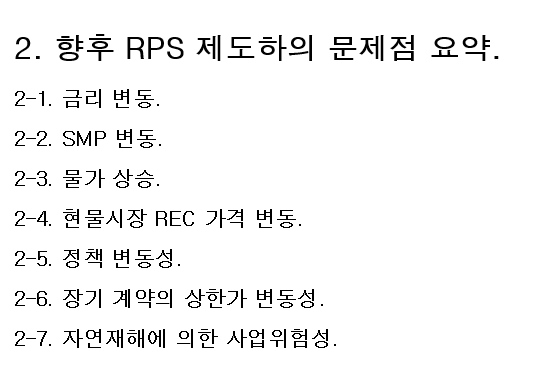 2. 향후 RPS 제도하의 문제점 요약.
2-1. 금리 변동.
2-2. SMP 변동.
2-3. 물가 상승.
2-4. 현물시장 REC 가격 변동.
2-5. 정책 변동성.
2-6. 장기 계약의 상한가 변동성.
2-7. 자연재해에 의한 사업위험성.